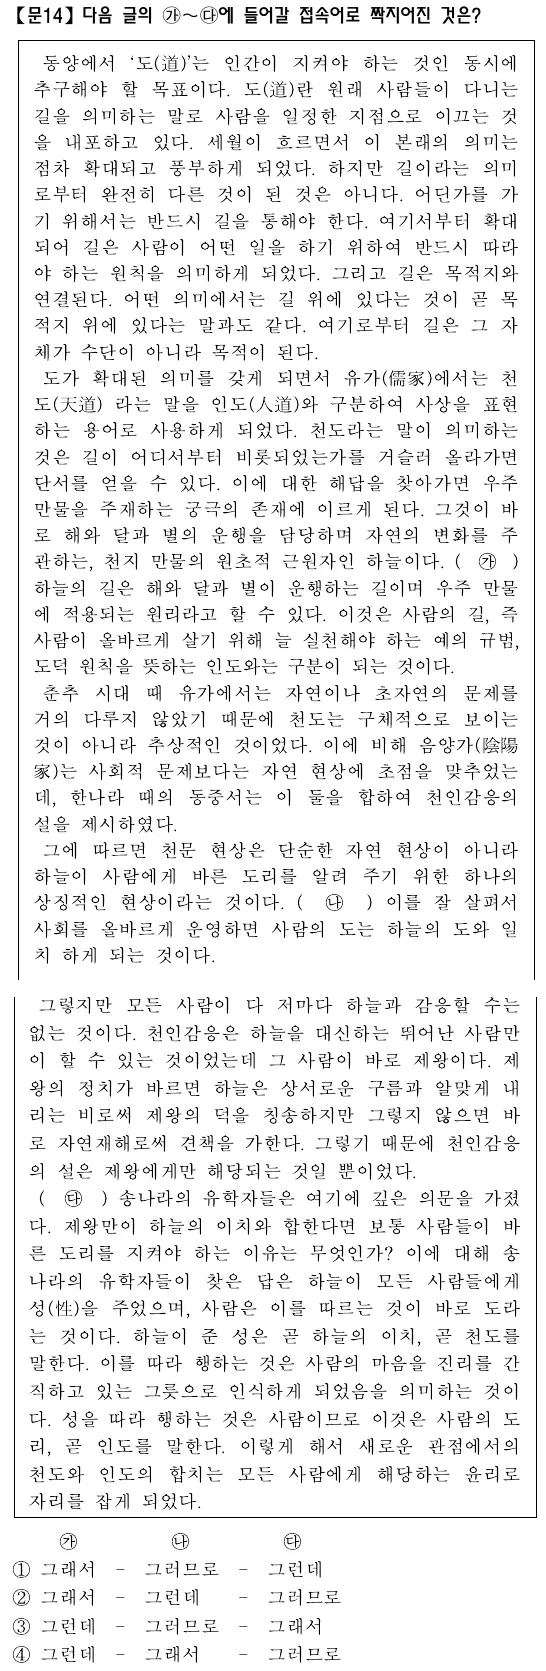 【문14】 다음 글의 ㉮～㉰에 들어갈 접속어로 짝지어진 것은?
동양에서 ‘도(道)’는 인간이 지켜야 하는 것인 동시에
추구해야 할 목표이다. 도(道)란 원래 사람들이 다니는
길을 의미하는 말로 사람을 일정한 지점으로 이끄는 것
을 내포하고 있다. 세월이 흐르면서 이 본래의 의미는
점차 확대되고 풍부하게 되었다. 하지만 길이라는 의미
로부터 완전히 다른 것이 된 것은 아니다. 어딘가를 가
기 위해서는 반드시 길을 통해야 한다. 여기서부터 확대
되어 길은 사람이 어떤 일을 하기 위하여 반드시 따라
야 하는 원칙을 의미하게 되었다. 그리고 길은 목적지와
연결된다. 어떤 의미에서는 길 위에 있다는 것이 곧 목
적지 위에 있다는 말과도 같다. 여기로부터 길은 그 자
체가 수단이 아니라 목적이 된다.
도가 확대된 의미를 갖게 되면서 유가(儒家)에서는 천
도(天道) 라는 말을 인도(人道)와 구분하여 사상을 표현
하는 용어로 사용하게 되었다. 천도라는 말이 의미하는
것은 길이 어디서부터 비롯되었는가를 거슬러 올라가면
단서를 얻을 수 있다. 이에 대한 해답을 찾아가면 우주
만물을 주재하는 궁극의 존재에 이르게 된다. 그것이 바
로 해와 달과 별의 운행을 담당하며 자연의 변화를 주
관하는, 천지 만물의 원초적 근원자인 하늘이다. ( ㉮ )
하늘의 길은 해와 달과 별이 운행하는 길이며 우주 만물
에 적용되는 원리라고 할 수 있다. 이것은 사람의 길, 즉
사람이 올바르게 살기 위해 늘 실천해야 하는 예의 규범,
도덕 원칙을 뜻하는 인도와는 구분이 되는 것이다.
춘추 시대 때 유가에서는 자연이나 초자연의 문제를
거의 다루지 않았기 때문에 천도는 구체적으로 보이는
것이 아니라 추상적인 것이었다. 이에 비해 음양가(陰陽
家)는 사회적 문제보다는 자연 현상에 초점을 맞추었는
데, 한나라 때의 동중서는 이 둘을 합하여 천인감응의
설을 제시하였다.
그에 따르면 천문 현상은 단순한 자연 현상이 아니라
하늘이 사람에게 바른 도리를 알려 주기 위한 하나의
상징적인 현상이라는 것이다. ( ㉯ ) 이를 잘 살펴서
사회를 올바르게 운영하면 사람의 도는 하늘의 도와 일
치 하게 되는 것이다.
그렇지만 모든 사람이 다 저마다 하늘과 감응할 수는
없는 것이다. 천인감응은 하늘을 대신하는 뛰어난 사람만
이 할 수 있는 것이었는데 그 사람이 바로 제왕이다. 제
왕의 정치가 바르면 하늘은 상서로운 구름과 알맞게 내
리는 비로써 제왕의 덕을 칭송하지만 그렇지 않으면 바
로 자연재해로써 견책을 가한다. 그렇기 때문에 천인감응
의 설은 제왕에게만 해당되는 것일 뿐이었다.
( ㉰ ) 송나라의 유학자들은 여기에 깊은 의문을 가졌
다. 제왕만이 하늘의 이치와 합한다면 보통 사람들이 바
른 도리를 지켜야 하는 이유는 무엇인가? 이에 대해 송
나라의 유학자들이 찾은 답은 하늘이 모든 사람들에게
성(性)을 주었으며, 사람은 이를 따르는 것이 바로 도라
는 것이다. 하늘이 준 성은 곧 하늘의 이치, 곧 천도를
말한다. 이를 따라 행하는 것은 사람의 마음을 진리를 간
직하고 있는 그릇으로 인식하게 되었음을 의미하는 것이
다. 성을 따라 행하는 것은 사람이므로 이것은 사람의 도
리, 곧 인도를 말한다. 이렇게 해서 새로운 관점에서의
천도와 인도의 합치는 모든 사람에게 해당하는 윤리로
자리를 잡게 되었다.
㉮ ㉯ ㉰
① 그래서 – 그러므로 – 그런데
② 그래서 – 그런데 – 그러므로
③ 그런데 – 그러므로 – 그래서
④ 그런데 – 그래서 – 그러므로